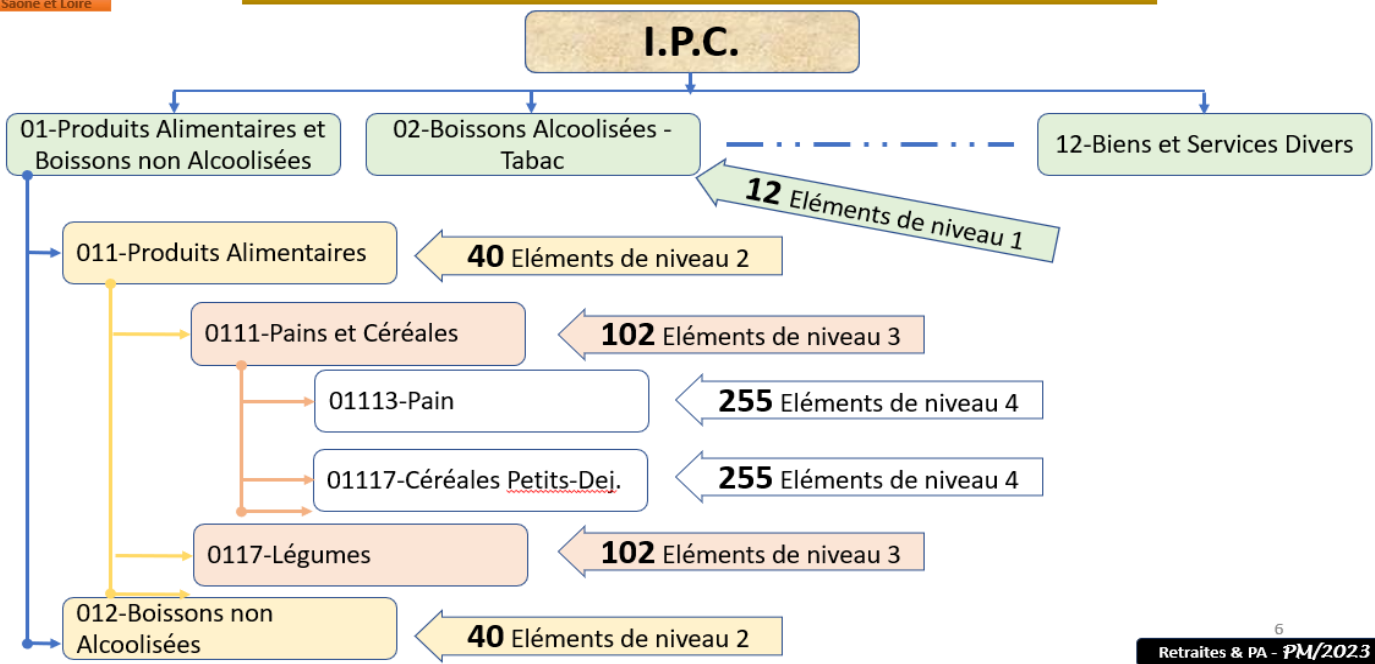 Saône et Loire
I.P.C.
01-Produits Alimentaires et
Boissons non Alcoolisées
02-Boissons Alcoolisées -
Tabac
12-Biens et Services Divers
12 Eléments de niveau 1
011-Produits Alimentaires
40 Eléments de niveau 2
0111-Pains et Céréales
102 Eléments de niveau 3
01113-Pain
255 Eléments de niveau 4
01117-Céréales Petits-Dej.
255 Eléments de niveau 4
0117-Légumes
102 Eléments de niveau 3
012-Boissons non
Alcoolisées
40 Eléments de niveau 2
6
Retraites & PA - PM/2023